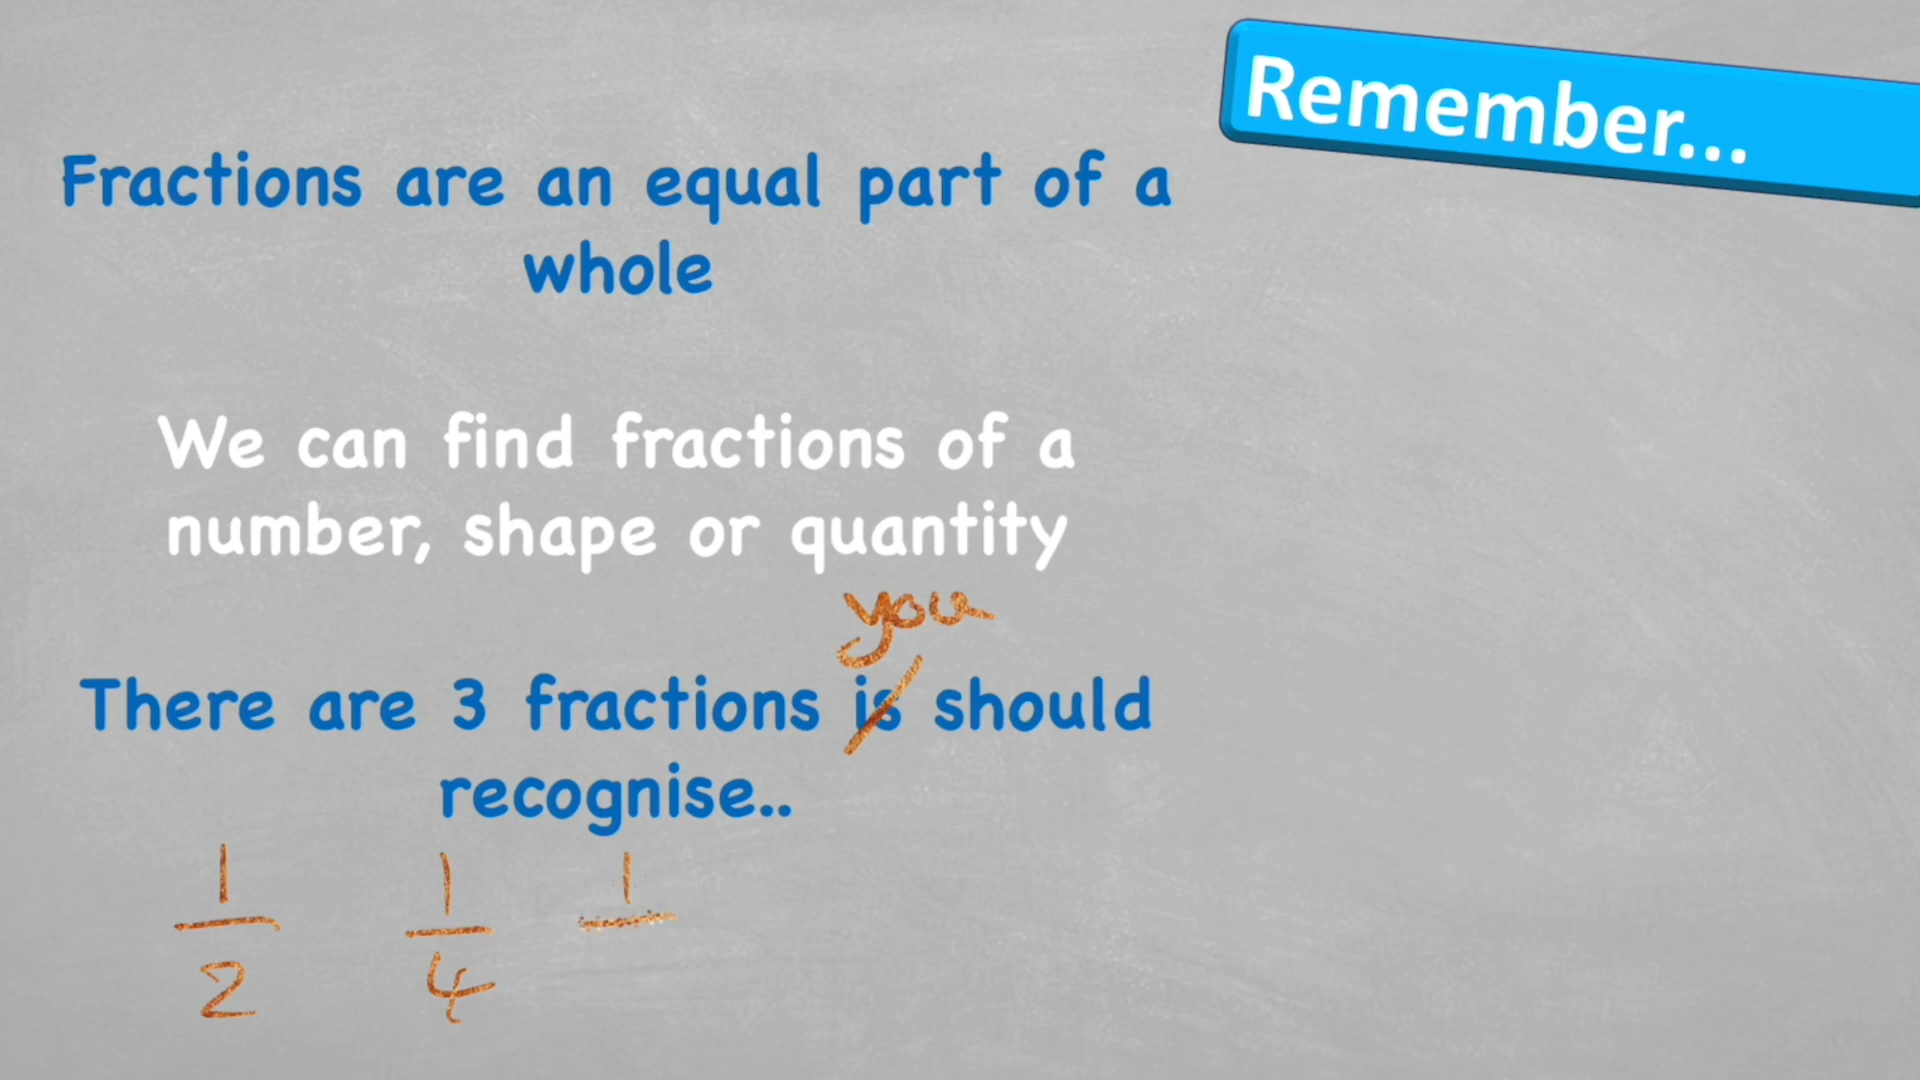 Remember...
Fractions are an equal part of a
whole
We can find fractions of a
number, shape or quantity
you
There are 3 fractions is should
recognise..
1 1 1
2 4